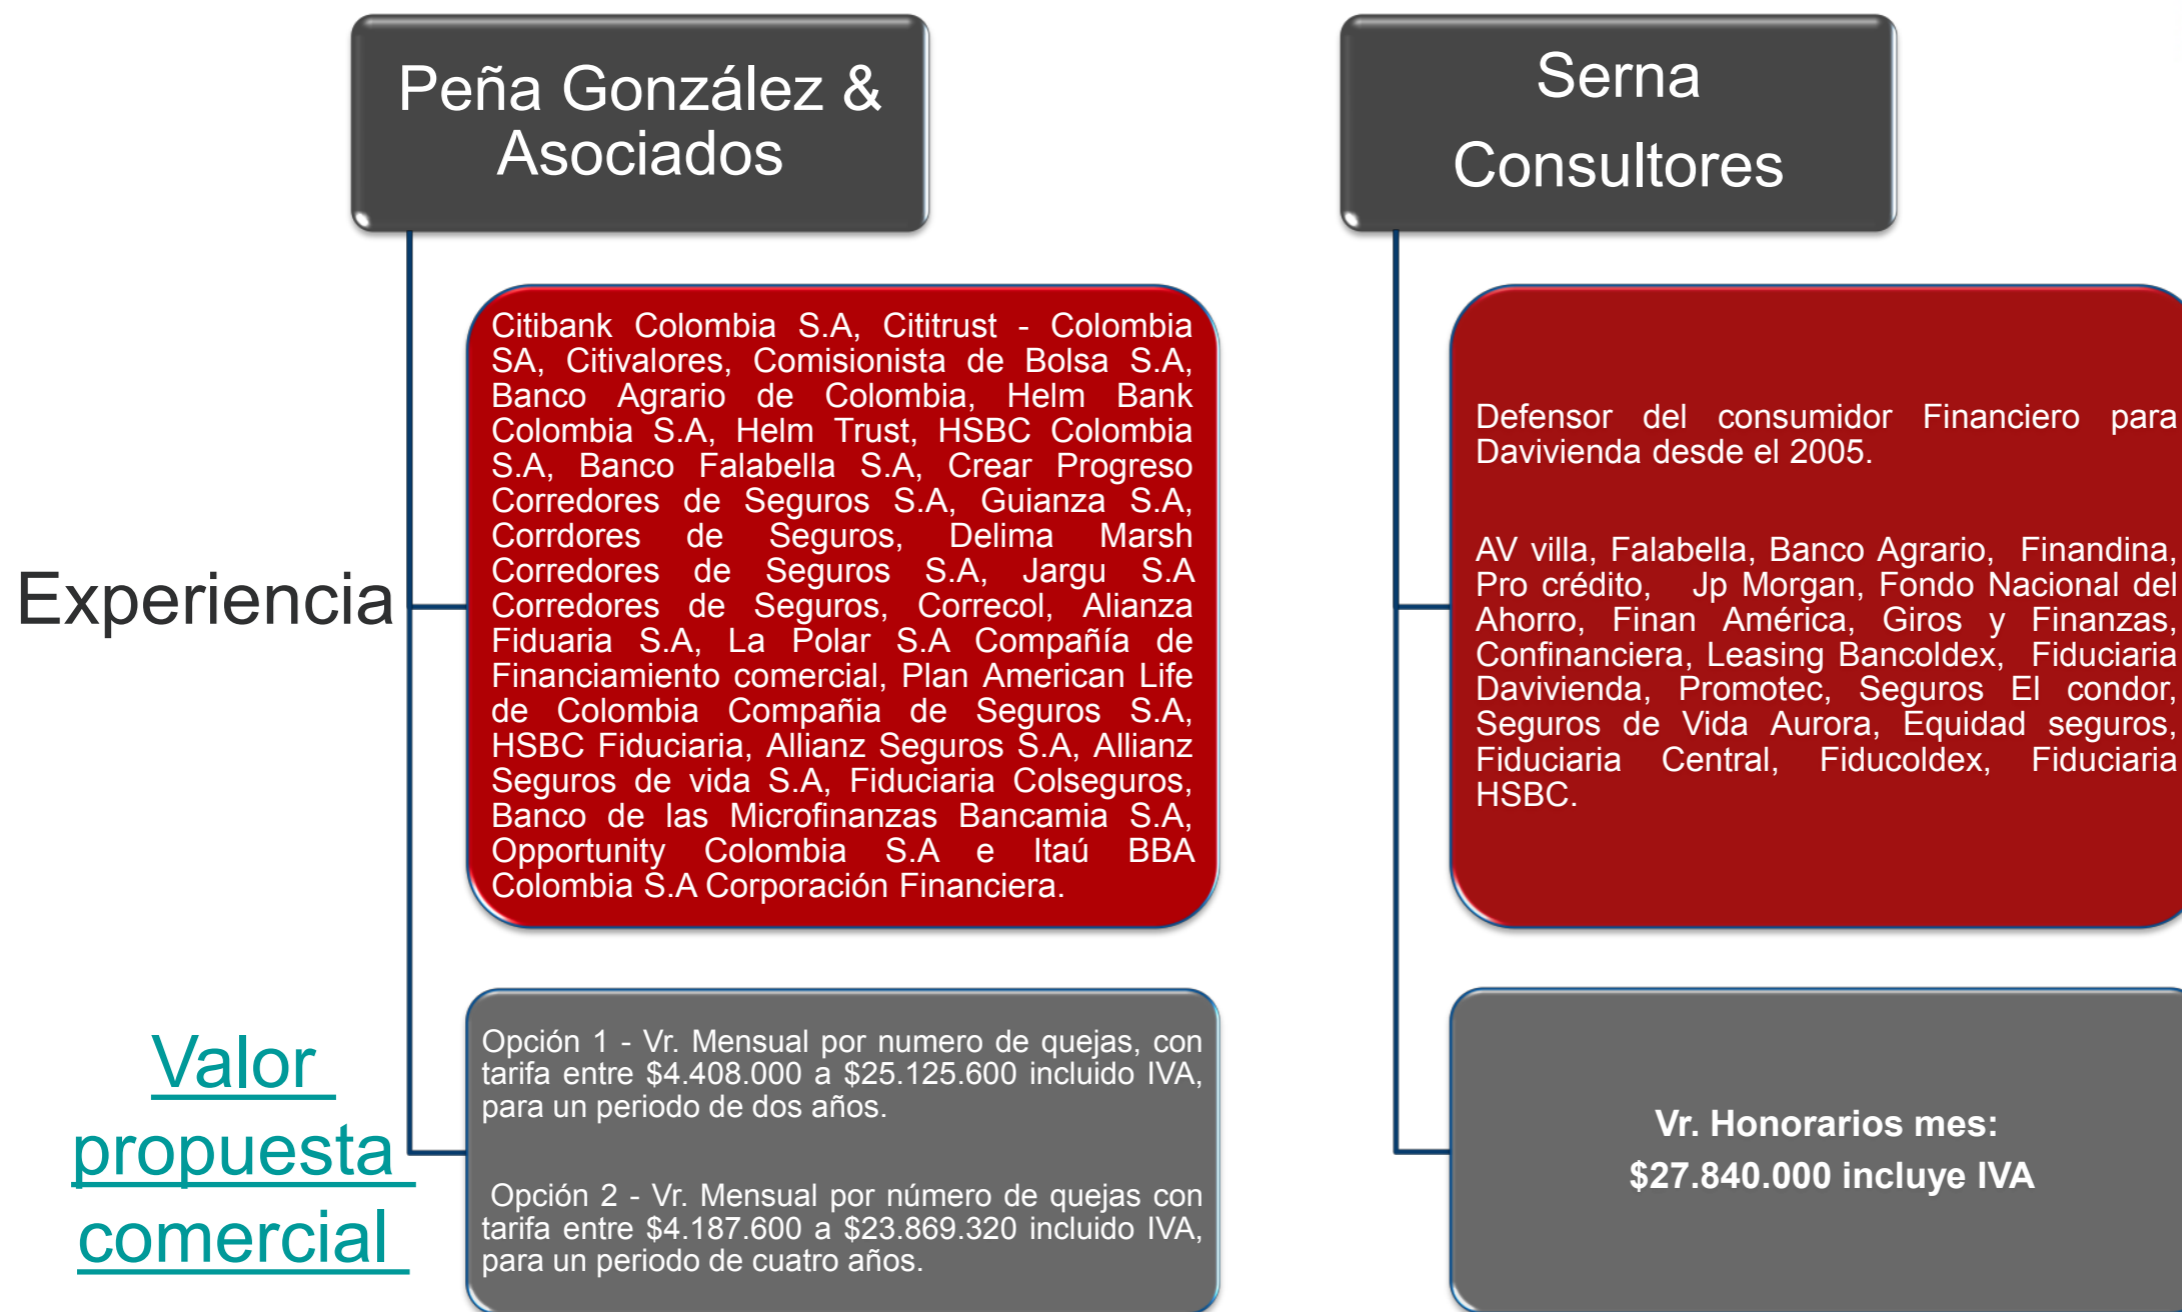 Peña González &
Asociados
Serna
Consultores
Experiencia
Citibank Colombia S.A, Cititrust - Colombia
SA, Citivalores, Comisionista de Bolsa S.A,
Banco Agrario de Colombia, Helm Bank
Colombia S.A, Helm Trust, HSBC Colombia
S.A, Banco Falabella S.A, Crear Progreso
Corredores de Seguros S.A, Guianza S.A,
Corrdores de Seguros, Delima Marsh
Corredores de Seguros S.A, Jargu S.A
Corredores de Seguros, Correcol, Alianza
Fiduaria S.A, La Polar S.A Compañía de
Financiamiento comercial, Plan American Life
de Colombia Compañia de Seguros S.A,
HSBC Fiduciaria, Allianz Seguros S.A, Allianz
Seguros de vida S.A, Fiduciaria Colseguros,
Banco de las Microfinanzas Bancamia S.A,
Opportunity Colombia S.A e Itaú BBA
Colombia S.A Corporación Financiera.
Defensor del consumidor Financiero para
Davivienda desde el 2005.
AV villa, Falabella, Banco Agrario, Finandina,
Pro crédito, Jp Morgan, Fondo Nacional del
Ahorro, Finan América, Giros y Finanzas,
Confinanciera, Leasing Bancoldex, Fiduciaria
Davivienda, Promotec, Seguros El condor,
Seguros de Vida Aurora, Equidad seguros,
Fiduciaria Central, Fiducoldex, Fiduciaria
HSBC.
Valor
propuesta
comercial
Opción 1 - Vr. Mensual por numero de quejas, con
tarifa entre $4.408.000 a $25.125.600 incluido IVA,
para un periodo de dos años.
Opción 2 - Vr. Mensual por número de quejas con
tarifa entre $4.187.600 a $23.869.320 incluido IVA,
para un periodo de cuatro años.
Vr. Honorarios mes:
$27.840.000 incluye IVA